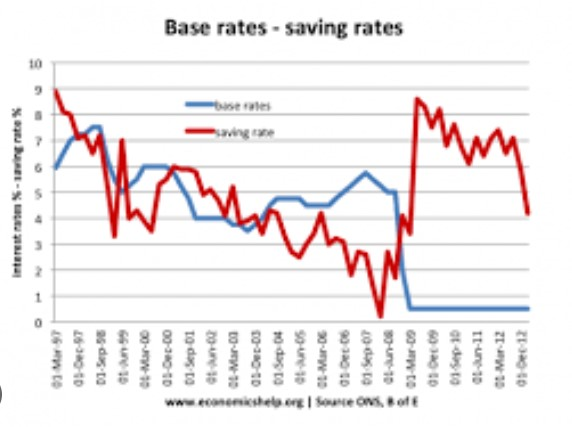 Base rates - saving rates
10
9
8
7
6
5
4
3
2
1
0
interest rates % - saving rate %
base rates
saving rate
01-Mar-97
01-Dec-97
01-Sep-98
01-Jun-99
01-Mar-00
01-Dec-00
01-Sep-01
01-Jun-02
01-Mar-03
01-Dec-03
01-Sep-04
01-Jun-05
01-Mar-06
01-Dec-06
01-Sep-07
01-Jun-08
01-Mar-09
01-Dec-09
01-Sep-10
01-Jun-11
01-Mar-12
01-Dec-12
www.economicshelp.org | Source ONS, B of E